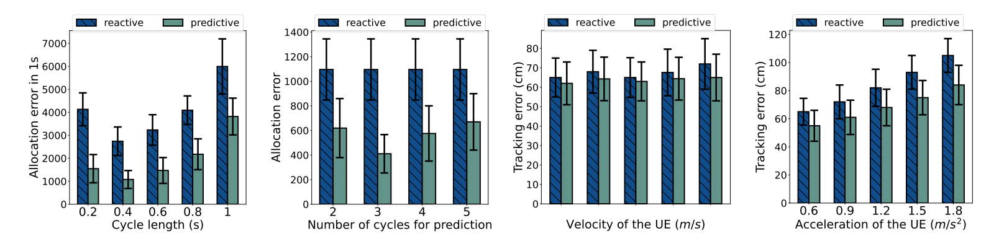 reactive predictive
Allocation error in 1s
7000
6000
5000
4000
3000
2000
1000
0
0.2 0.4 0.6 0.8 1
Cycle length (s)
reactive predictive
Allocation error
1400
1200
1000
800
600
400
200
0
2 3 4 5
Number of cycles for prediction
reactive predictive
Tracking error (cm)
80
70
60
50
40
30
20
10
0
Velocity of the UE (m/s)
reactive predictive
Tracking error (cm)
120
100
80
60
40
20
0
0.6 0.9 1.2 1.5 1.8
Acceleration of the UE (m/s²)